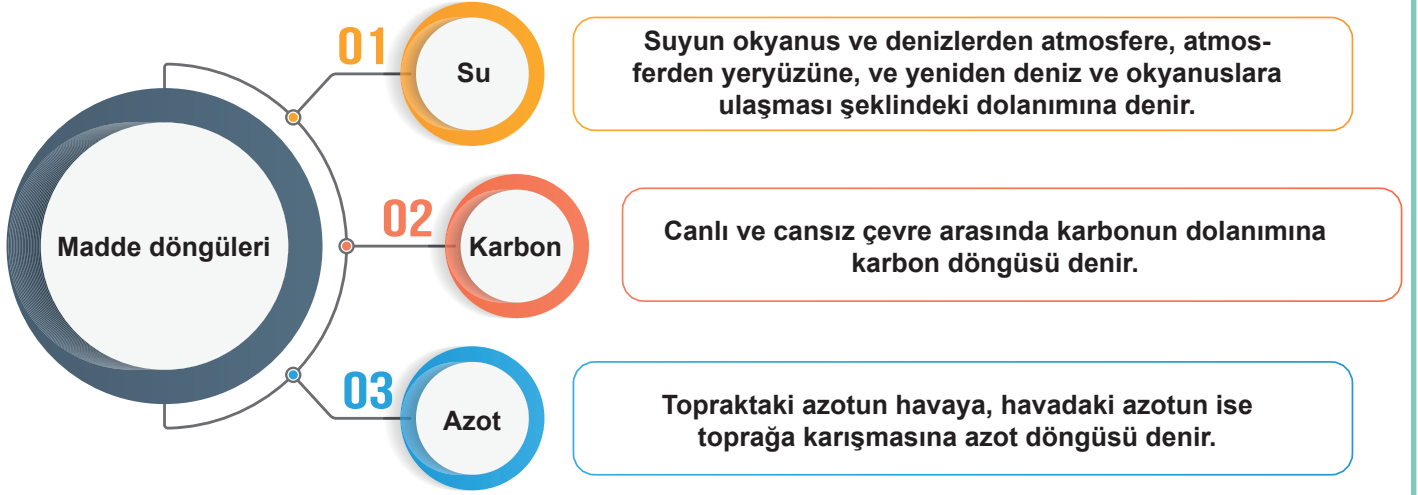 Madde döngüleri
01
Su
Suyun okyanus ve denizlerden atmosfere, atmos-
ferden yeryüzüne, ve yeniden deniz ve okyanuslara
ulaşması şeklindeki dolanımına denir.
02
Karbon
Canlı ve cansız çevre arasında karbonun dolanımına
karbon döngüsü denir.
03
Azot
Topraktaki azotun havaya, havadaki azotun ise
toprağa karışmasına azot döngüsü denir.